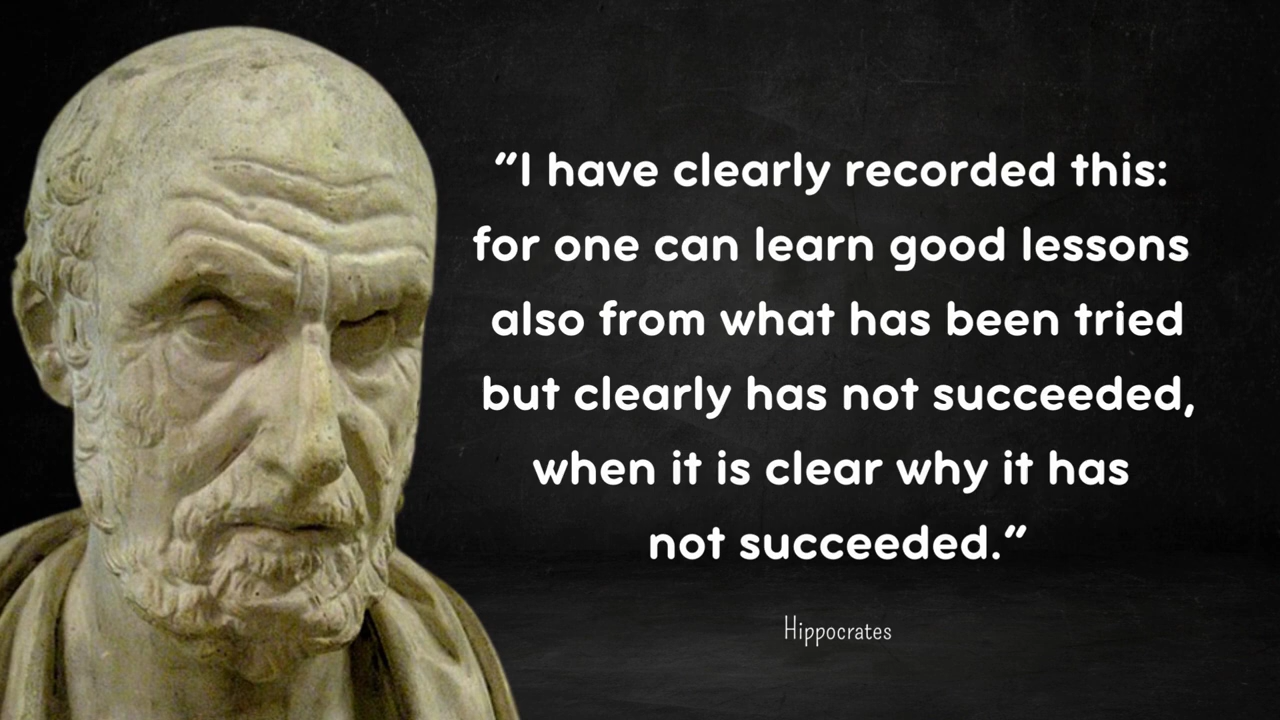 “I have clearly recorded this:
for one can learn good lessons
also from what has been tried
but clearly has not succeeded,
when it is clear why it has
not succeeded.”
Hippocrates